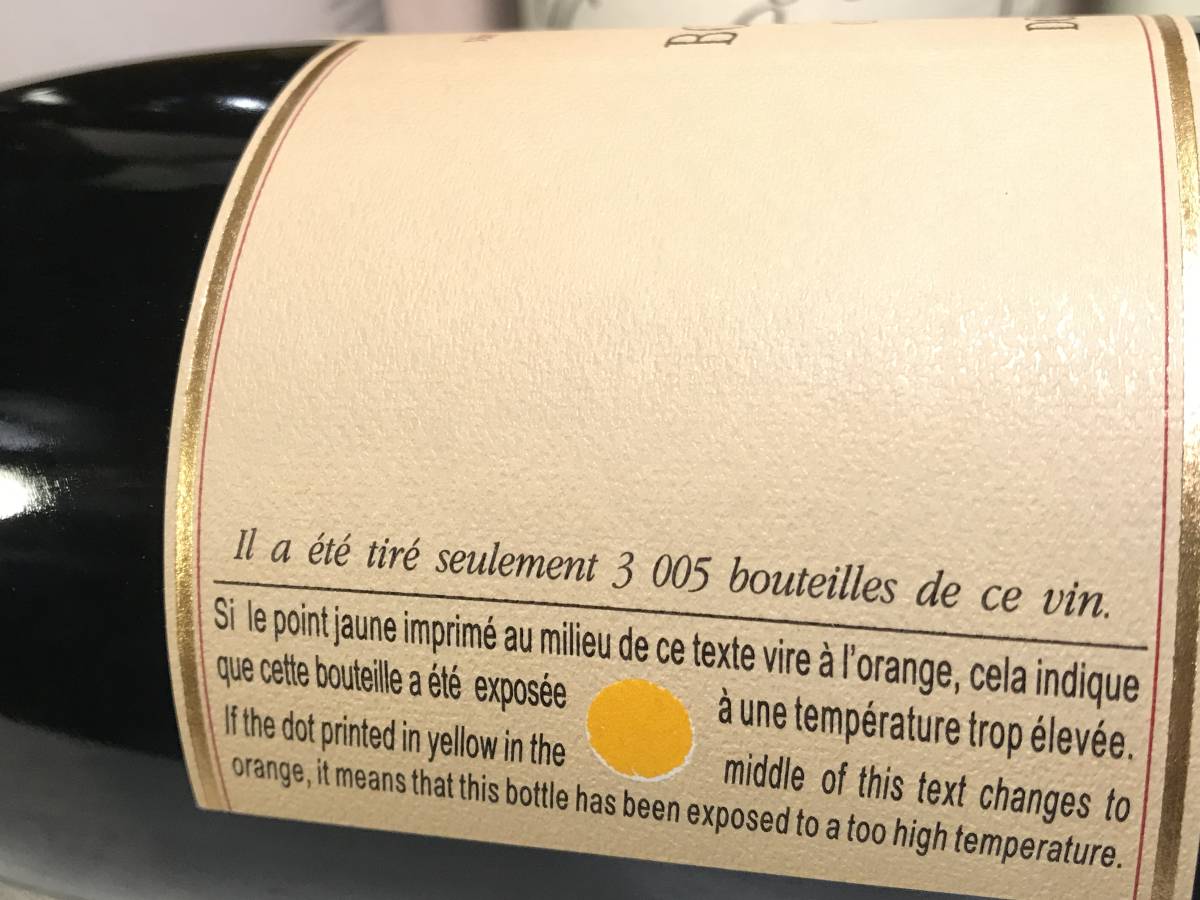 Il a été tiré seulement 3 005 bouteilles de ce vin.
Si le point jaune imprimé au milieu de ce texte vire à l'orange, cela indique
que cette bouteille a été exposée à une température trop élevée.
If the dot printed in yellow in the middle of this text changes to
orange, it means that this bottle has been exposed to a too high temperature.